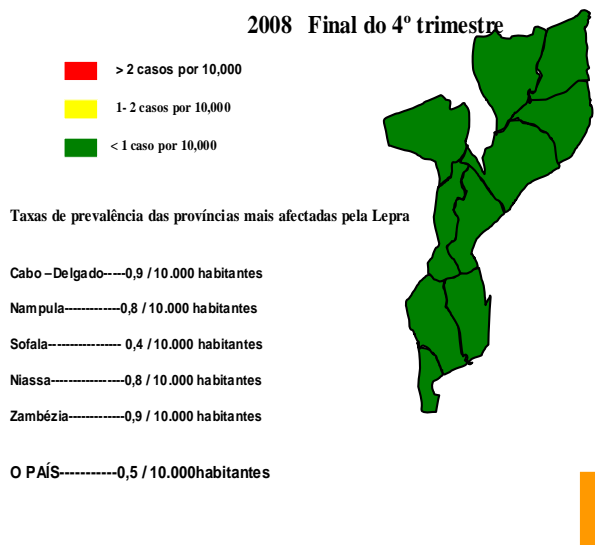 2008 Final do 4º trimestre
> 2 casos por 10,000
1- 2 casos por 10,000
< 1 caso por 10,000
Taxas de prevalência das províncias mais afectadas pela Lepra
Cabo –Delgado-----0,9 / 10.000 habitantes
Nampula-------------0,8 / 10.000 habitantes
Sofala----------------- 0,4 / 10.000 habitantes
Niassa-----------------0,8 / 10.000 habitantes
Zambézia-------------0,9 / 10.000 habitantes
O PAÍS-----------0,5 / 10.000habitantes